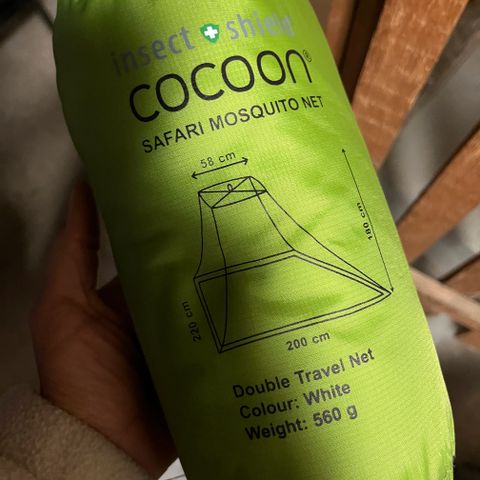 insect shield
COCOON®
SAFARI MOSQUITO NET
58 cm
180 cm
220 cm
200 cm
Double Travel Net
Colour: White
Weight: 560 g